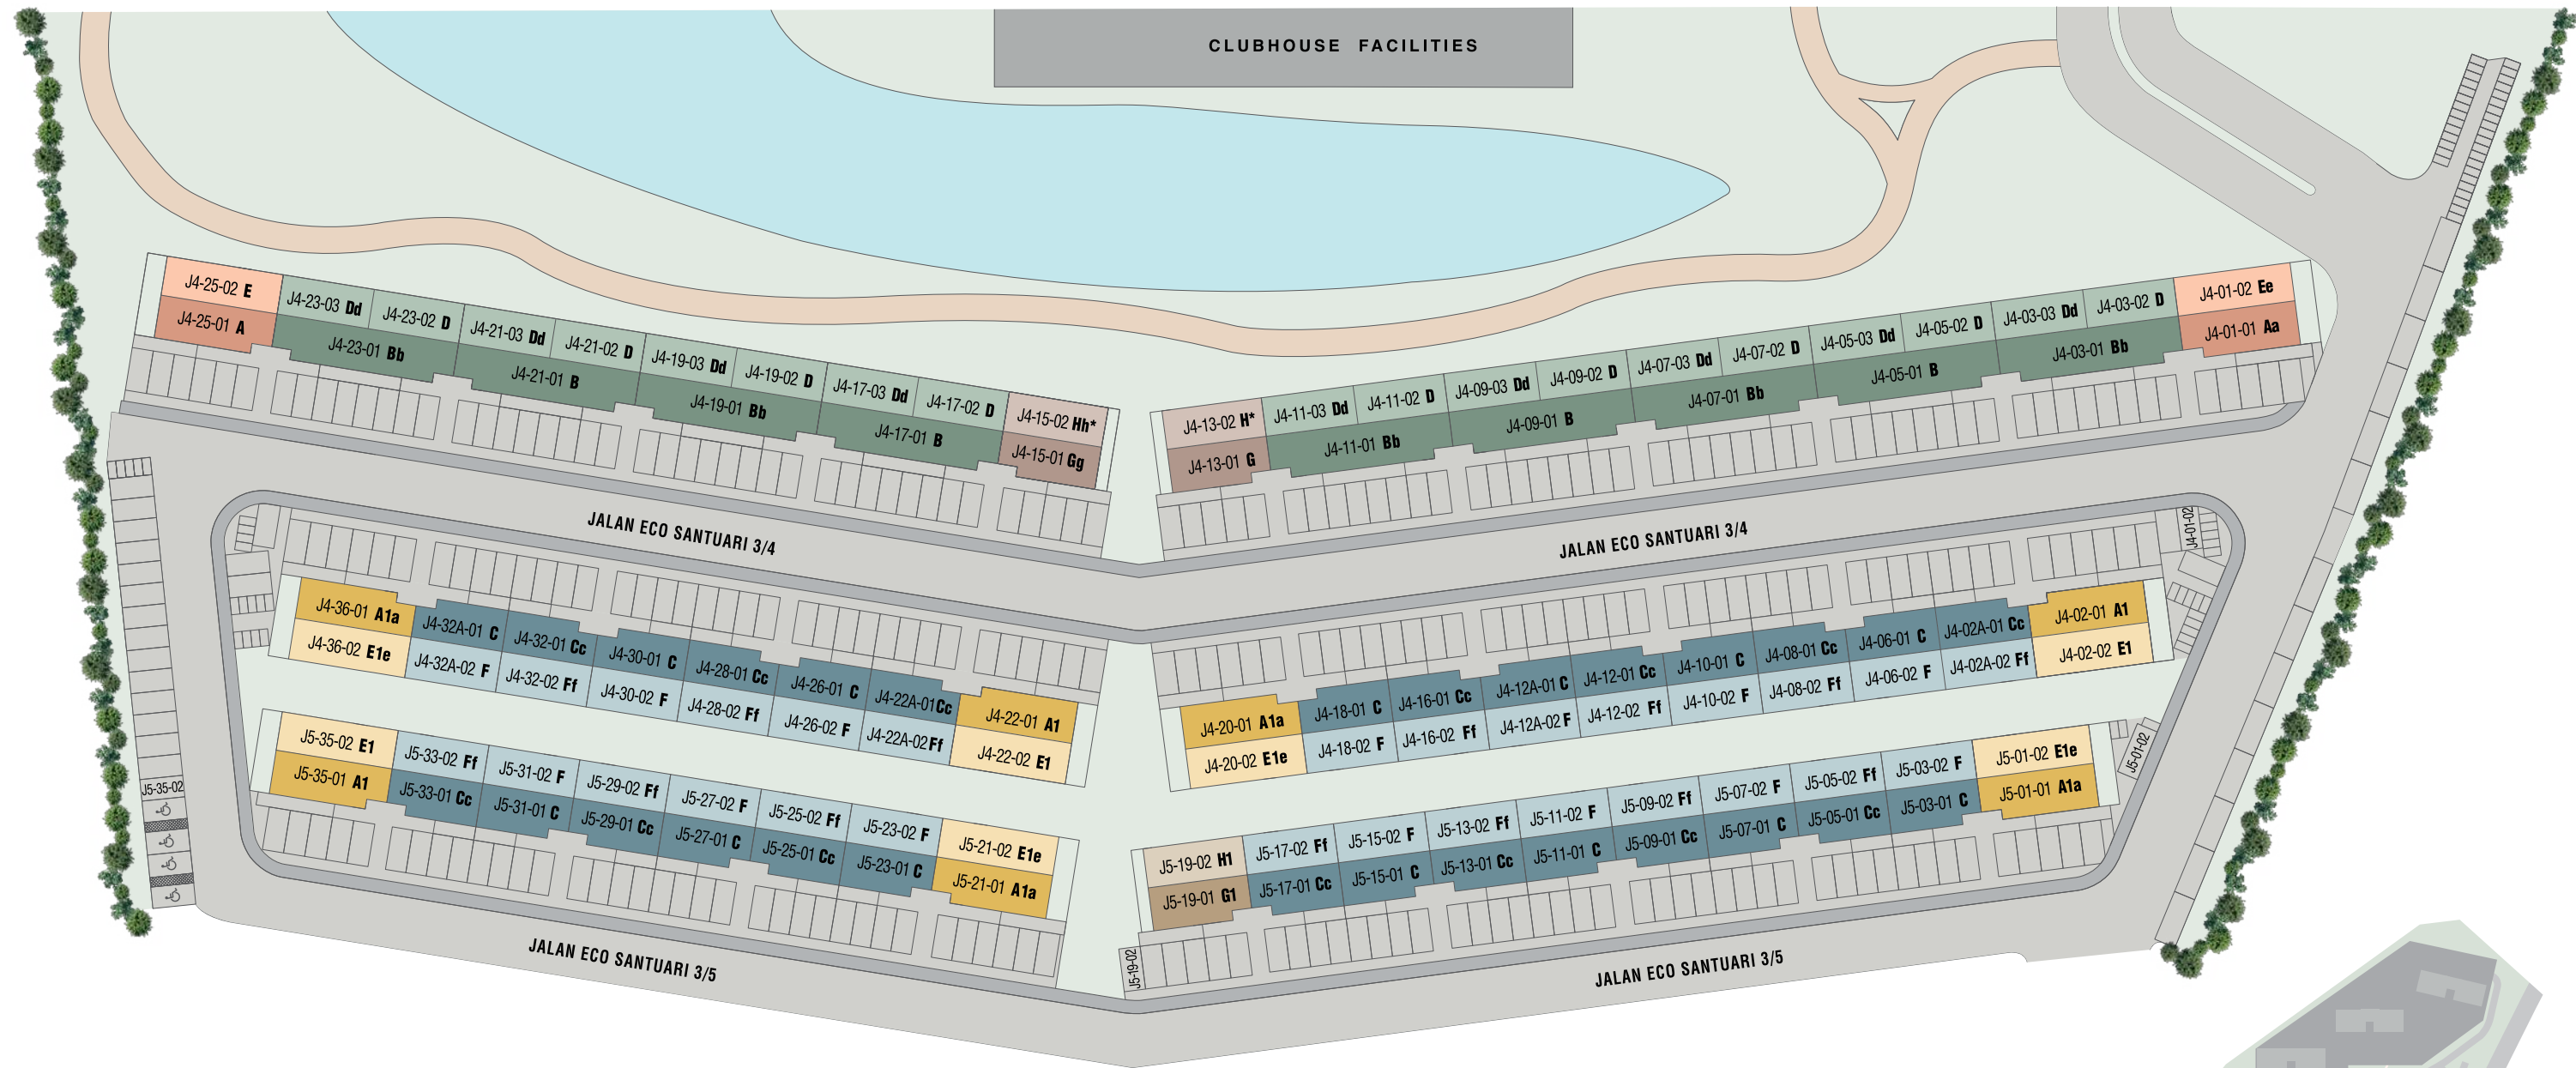 CLUBHOUSE FACILITIES
J4-25-02 E
J4-25-01 A
J4-23-03 Dd
J4-23-02 D
J4-21-03 Dd
J4-21-02 D
J4-19-03 Dd
J4-19-02 D
J4-17-03 Dd
J4-17-02 D
J4-15-02 Hh*
J4-23-01 Bb
J4-21-01 B
J4-19-01 Bb
J4-17-01 B
J4-15-01 Gg
J4-13-02 H*
J4-11-03 Dd
J4-11-02 D
J4-09-03 Dd
J4-09-02 D
J4-07-03 Dd
J4-07-02 D
J4-05-03 Dd
J4-05-02 D
J4-03-03 Dd
J4-03-02 D
J4-01-02 Ee
J4-13-01 G
J4-11-01 Bb
J4-09-01 B
J4-07-01 Bb
J4-05-01 B
J4-03-01 Bb
J4-01-01 Aa
JALAN ECO SANTUARI 3/4
JALAN ECO SANTUARI 3/4
J4-01-02
J4-36-01 A1a
J4-32A-01 C
J4-32-01 Cc
J4-30-01 C
J4-28-01 Cc
J4-26-01 C
J4-22A-01 Cc
J4-22-01 A1
J4-36-02 E1e
J4-32A-02 F
J4-32-02 Ff
J4-30-02 F
J4-28-02 Ff
J4-26-02 F
J4-22A-02 Ff
J4-22-02 E1
J4-20-01 A1a
J4-18-01 C
J4-16-01 Cc
J4-12A-01 C
J4-12-01 Cc
J4-10-01 C
J4-08-01 Cc
J4-06-01 C
J4-02A-01 Cc
J4-02-01 A1
J4-20-02 E1e
J4-18-02 F
J4-16-02 Ff
J4-12A-02 F
J4-12-02 Ff
J4-10-02 F
J4-08-02 Ff
J4-06-02 F
J4-02A-02 Ff
J4-02-02 E1
J5-35-02 E1
J5-33-02 Ff
J5-31-02 F
J5-29-02 Ff
J5-27-02 F
J5-25-02 Ff
J5-23-02 F
J5-21-02 E1e
J5-35-01 A1
J5-33-01 Cc
J5-31-01 C
J5-29-01 Cc
J5-27-01 C
J5-25-01 Cc
J5-23-01 C
J5-21-01 A1a
J5-35-02
J5-19-02 H1
J5-17-02 Ff
J5-15-02 F
J5-13-02 Ff
J5-11-02 F
J5-09-02 Ff
J5-07-02 F
J5-05-02 Ff
J5-03-02 F
J5-01-02 E1e
J5-01-02
J5-19-01 G1
J5-17-01 Cc
J5-15-01 C
J5-13-01 Cc
J5-11-01 C
J5-09-01 Cc
J5-07-01 C
J5-05-01 Cc
J5-03-01 C
J5-01-01 A1a
J5-19-02
JALAN ECO SANTUARI 3/5
JALAN ECO SANTUARI 3/5